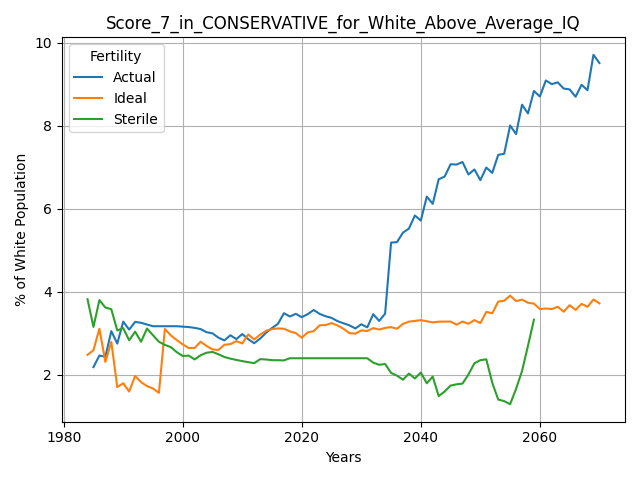 Score_7_in_CONSERVATIVE_for_White_Above_Average_IQ
% of White Population
10
8
6
4
2
Fertility
Actual
Ideal
Sterile
1980 2000 2020 2040 2060
Years